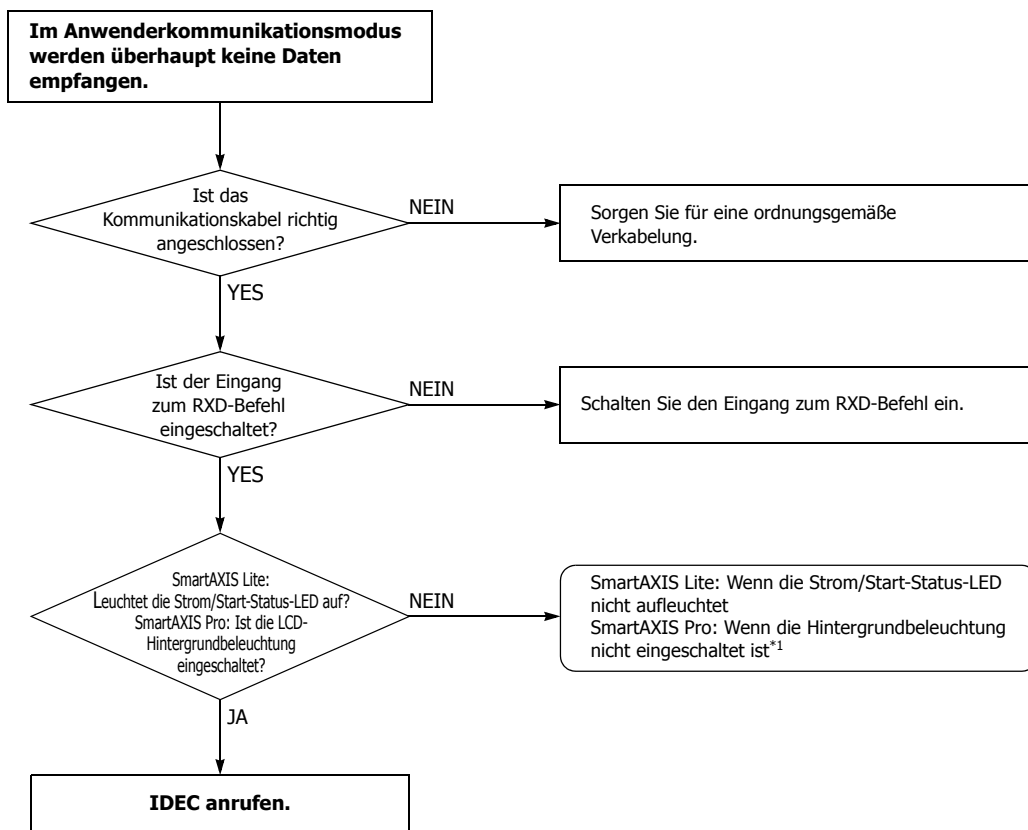 Im Anwenderkommunikationsmodus
werden überhaupt keine Daten
empfangen.
Ist das
Kommunikationskabel richtig
angeschlossen?
NEIN
Sorgen Sie für eine ordnungsgemäße
Verkabelung.
YES
Ist der Eingang
zum RXD-Befehl
eingeschaltet?
NEIN
Schalten Sie den Eingang zum RXD-Befehl ein.
YES
SmartAXIS Lite:
Leuchtet die Strom/Start-Status-LED auf?
SmartAXIS Pro: Ist die LCD-
Hintergrundbeleuchtung
eingeschaltet?
NEIN
SmartAXIS Lite: Wenn die Strom/Start-Status-LED
nicht aufleuchtet
SmartAXIS Pro: Wenn die Hintergrundbeleuchtung
nicht eingeschaltet ist*1
JA
IDEC anrufen.